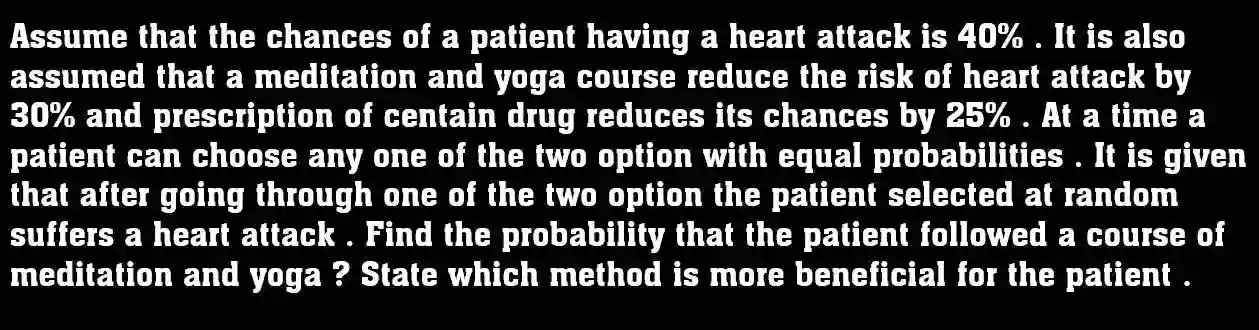 Assume that the chances of a patient having a heart attack is 40% . It is also
assumed that a meditation and yoga course reduce the risk of heart attack by
30% and prescription of centain drug reduces its chances by 25% . At a time a
patient can choose any one of the two option with equal probabilities . It is given
that after going through one of the two option the patient selected at random
suffers a heart attack . Find the probability that the patient followed a course of
meditation and yoga ? State which method is more beneficial for the patient .